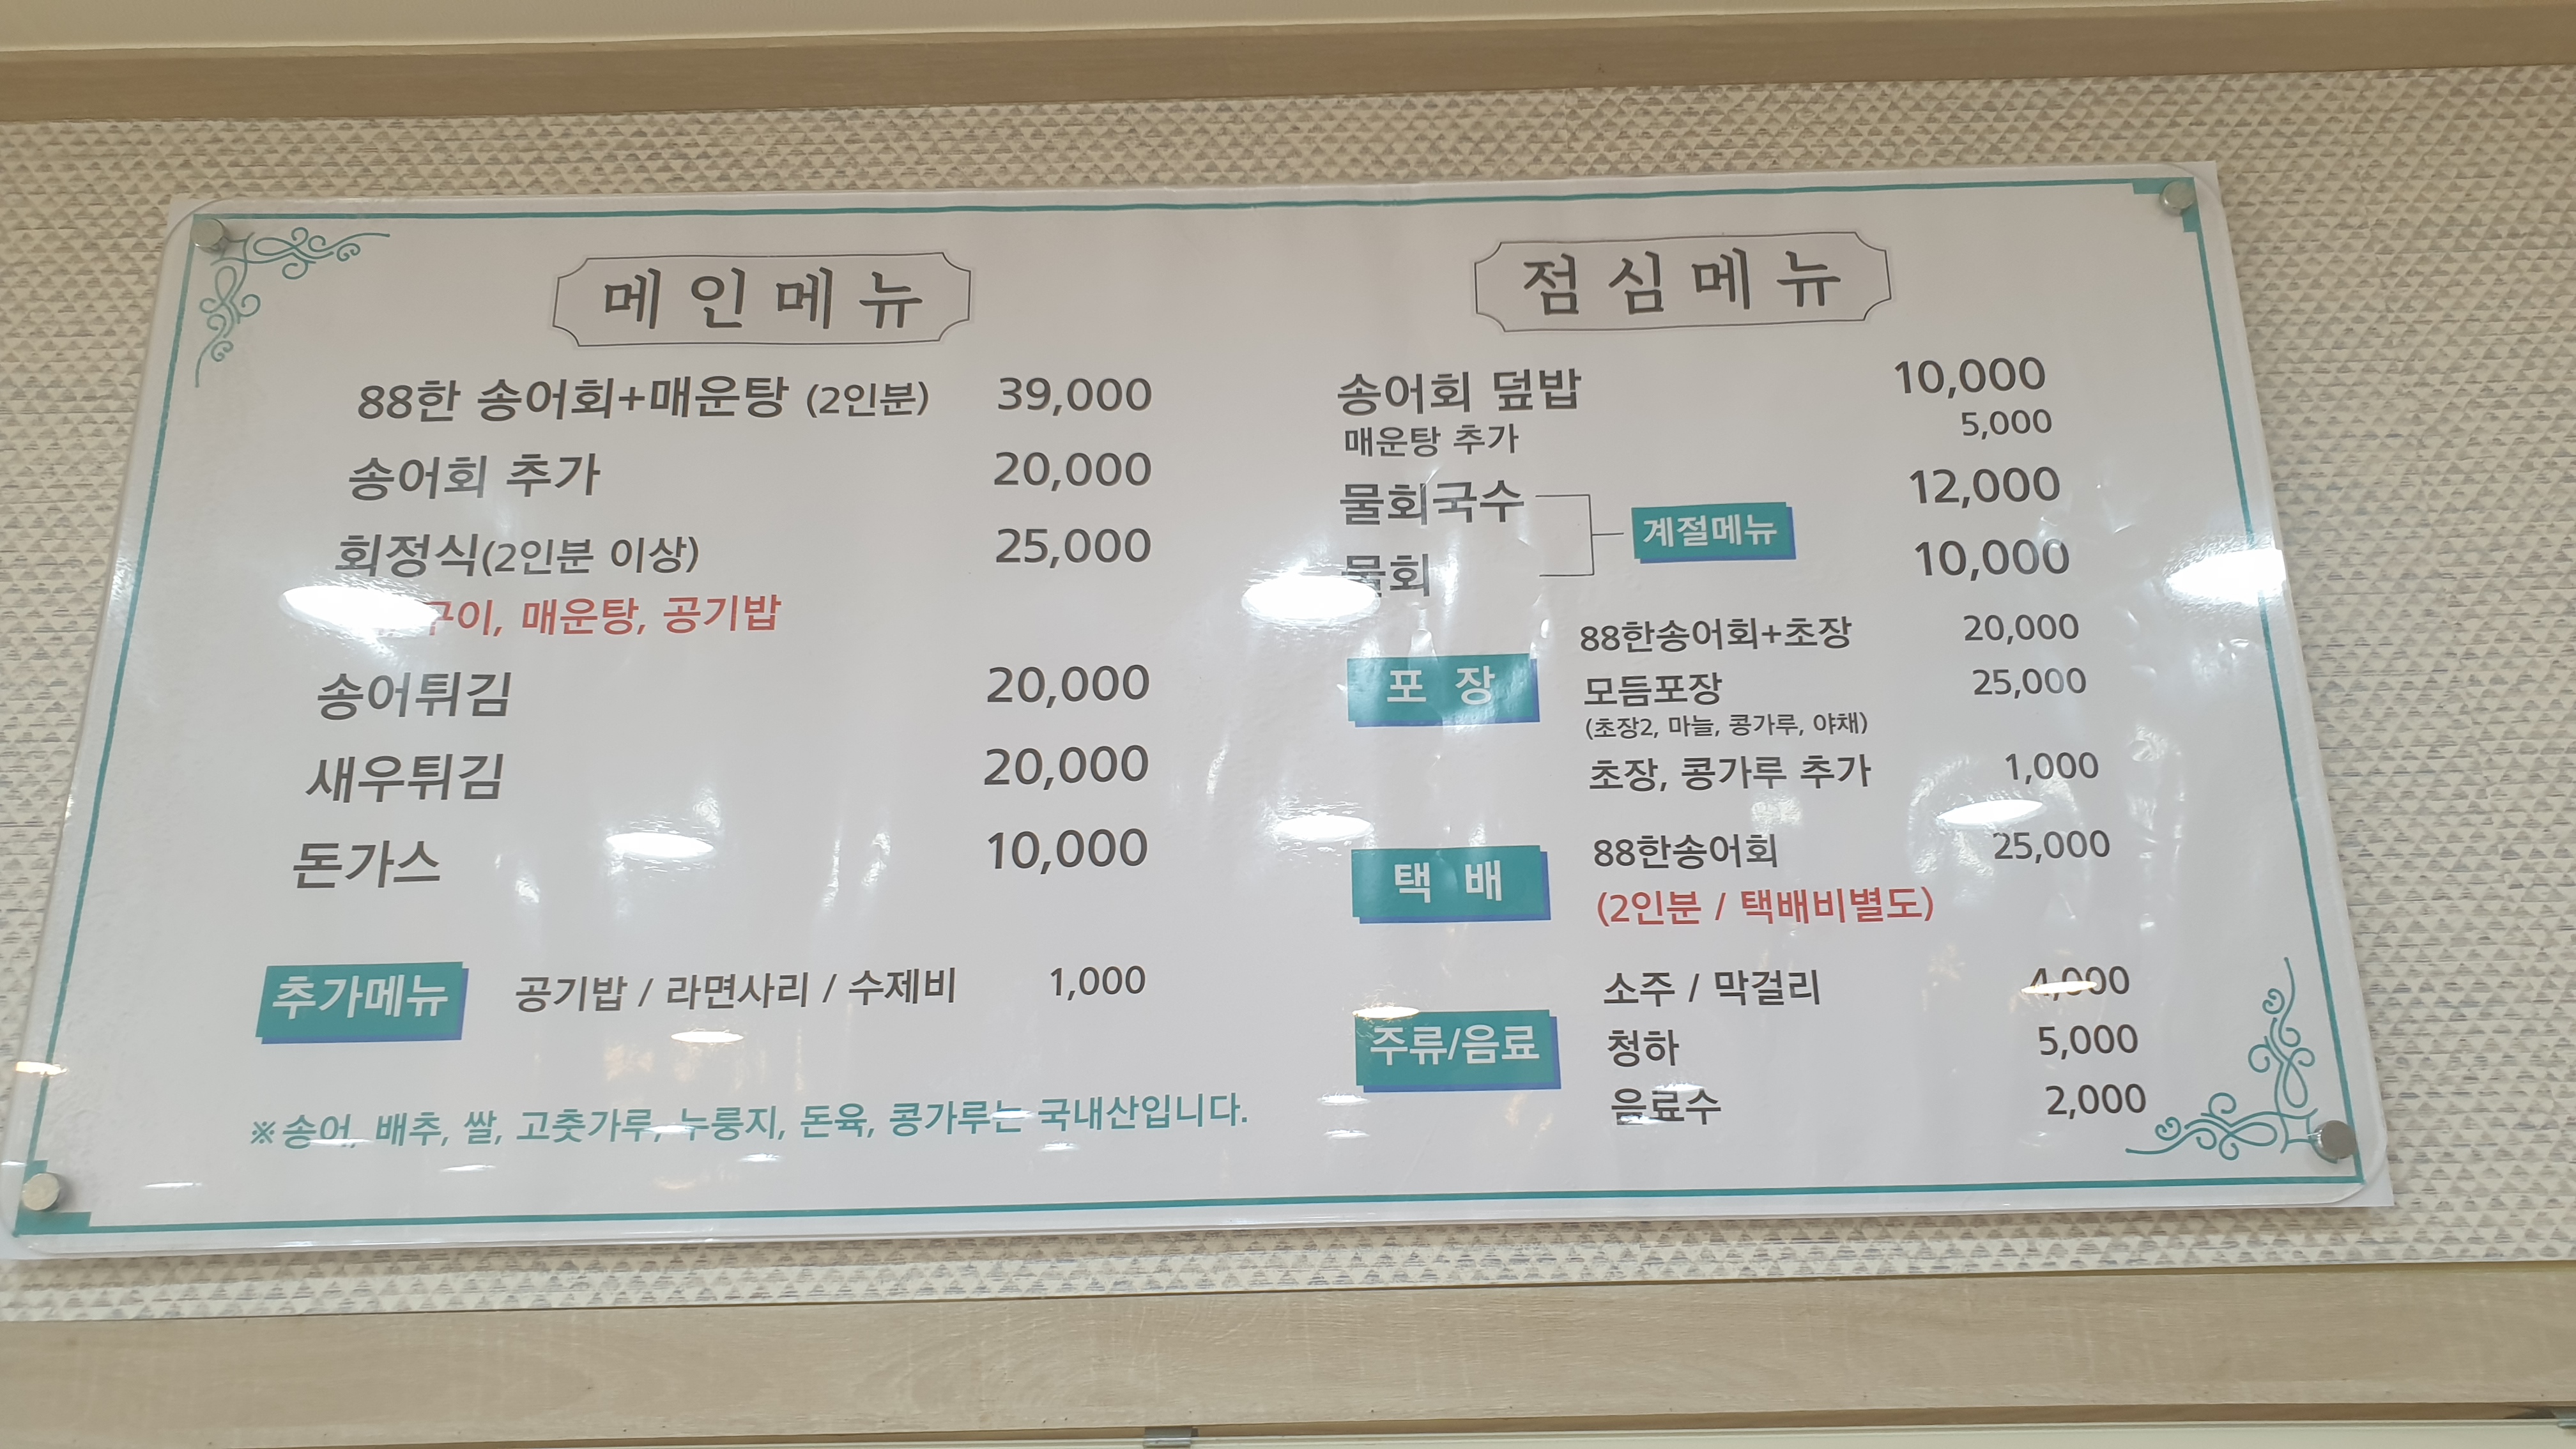 메인메뉴
88한 송어회+매운탕 (2인분) 39,000
송어회 추가 20,000
회정식(2인분 이상) 25,000
매운탕, 공기밥
송어튀김 20,000
새우튀김 20,000
돈가스 10,000
추가메뉴 공기밥 / 라면사리 / 수제비 1,000
※송어, 배추, 쌀, 고춧가루, 누룽지, 돈육, 콩가루는 국내산입니다.
점심메뉴
송어회 덮밥 10,000
매운탕 추가 5,000
물회국수 12,000
계절메뉴
물회 10,000
88한송어회+초장 20,000
포 장 모듬포장 25,000
(초장2, 마늘, 콩가루, 야채)
초장, 콩가루 추가 1,000
택 배 88한송어회 25,000
(2인분 / 택배비별도)
소주 / 막걸리 4,000
주류/음료 청하 5,000
음료수 2,000